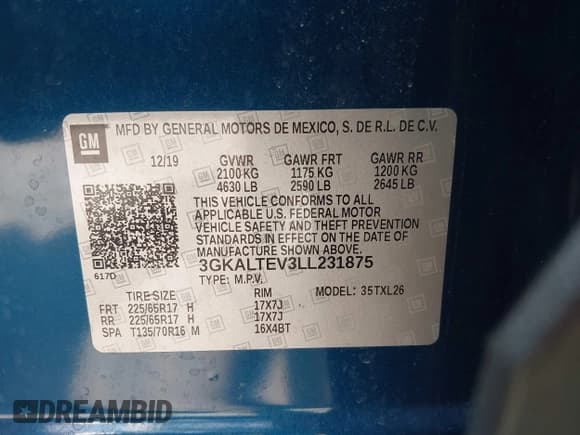 GM
MFD BY GENERAL MOTORS DE MEXICO, S. DE R.L. DE C.V.
12/19 GVWR GAWR FRT GAWR RR
2100 KG 1175 KG 1200 KG
4630 LB 2590 LB 2645 LB
THIS VEHICLE CONFORMS TO ALL
APPLICABLE U.S. FEDERAL MOTOR
VEHICLE SAFETY AND THEFT PREVENTION
STANDARDS IN EFFECT ON THE DATE OF
MANUFACTURE SHOWN ABOVE.
617D
3GKALTEV3LL231875
TYPE: M.P.V. MODEL: 35TXL26
TIRE SIZE RIM
FRT 225/65R17 H 17X7J
RR 225/65R17 H 17X7J
SPA T135/70R16 M 16X4BT
DREAMBID